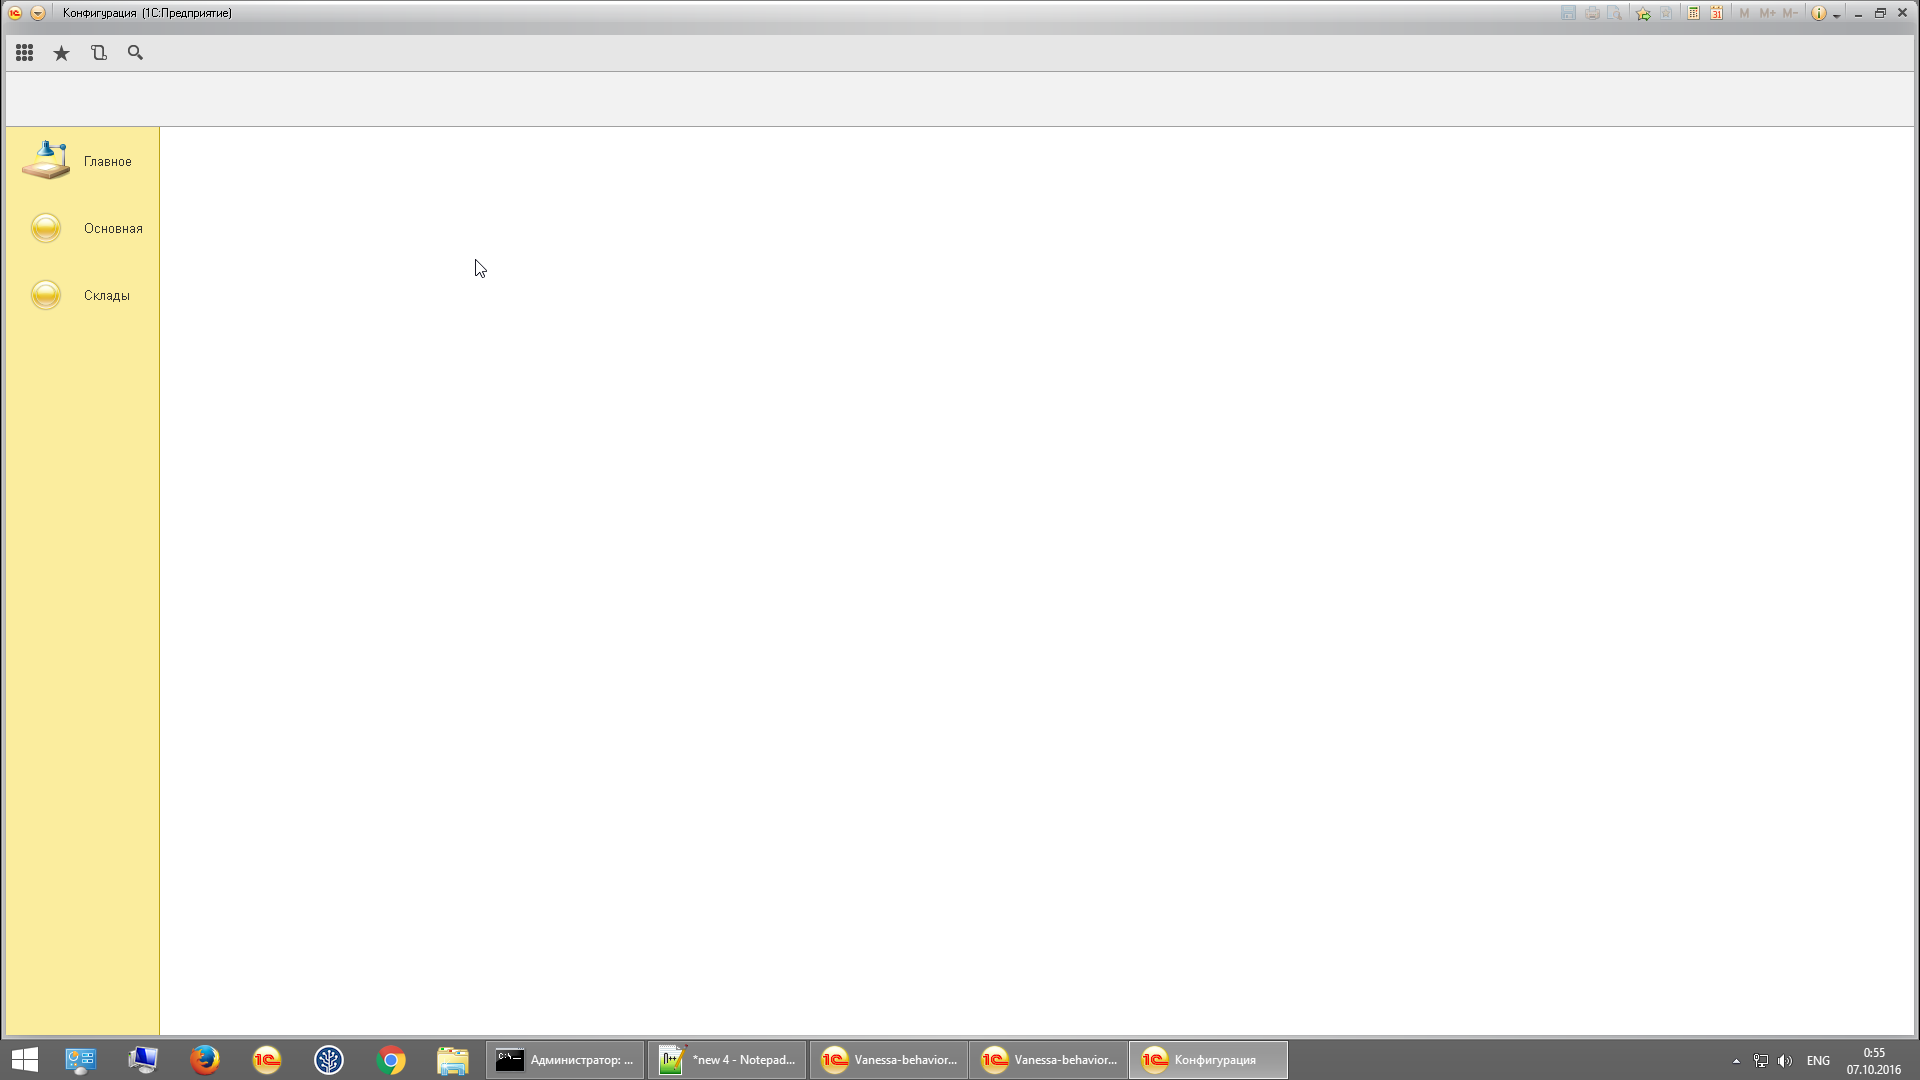 Конфигурация (1С:Предприятие)
31 M M+ M-
Главное
Основная
Склады
Администратор: ...
*new 4 - Notepad...
Vanessa-behavior...
Vanessa-behavior...
Конфигурация
ENG
0:55
07.10.2016